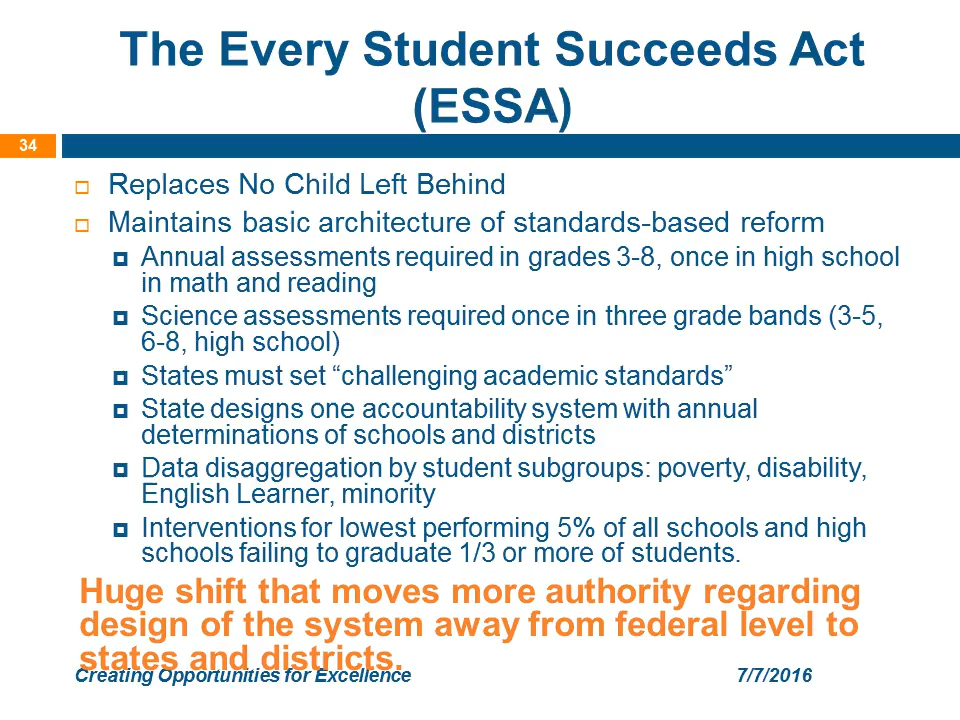 The Every Student Succeeds Act
(ESSA)
34
Replaces No Child Left Behind
Maintains basic architecture of standards-based reform
Annual assessments required in grades 3-8, once in high school
in math and reading
Science assessments required once in three grade bands (3-5,
6-8, high school)
States must set “challenging academic standards”
State designs one accountability system with annual
determinations of schools and districts
Data disaggregation by student subgroups: poverty, disability,
English Learner, minority
Interventions for lowest performing 5% of all schools and high
schools failing to graduate 1/3 or more of students.
Huge shift that moves more authority regarding
design of the system away from federal level to
states and districts.
Creating Opportunities for Excellence 7/7/2016